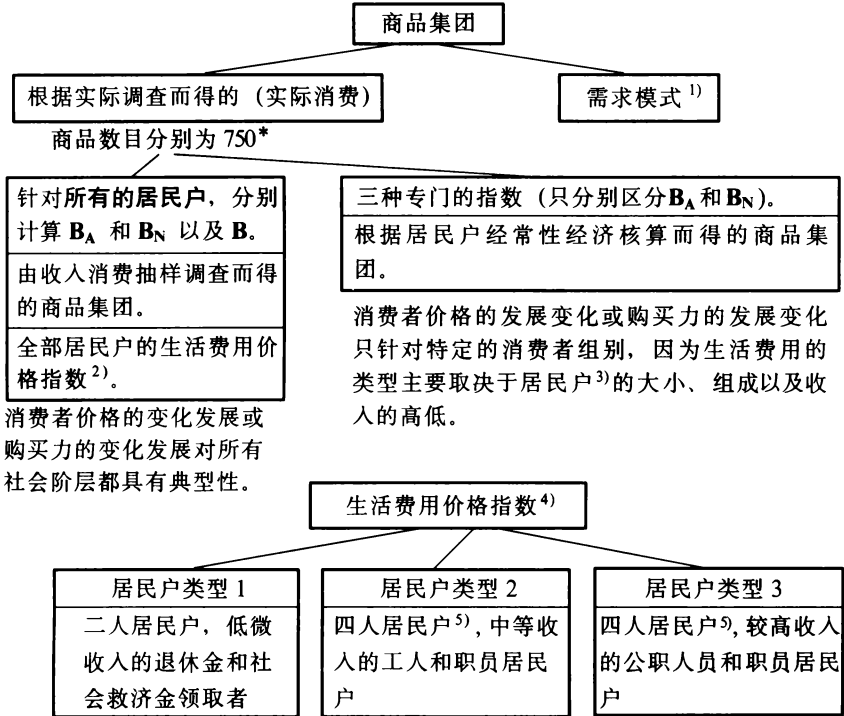 商品集团
根据实际调查而得的（实际消费）
需求模式1)
商品数目分别为 750*
针对所有的居民户，分别
计算 BA 和 BN 以及 B。
由收入消费抽样调查而得
的商品集团。
全部居民户的生活费用价
格指数2)。
消费者价格的变化发展或
购买力的变化发展对所有
社会阶层都具有典型性。
三种专门的指数（只分别区分BA和BN）。
根据居民户经常性经济核算而得的商品集
团。
消费者价格的发展变化或购买力的发展变化
只针对特定的消费者组别，因为生活费用的
类型主要取决于居民户3)的大小、组成以及收
入的高低。
生活费用价格指数4)
居民户类型 1
二人居民户，低微
收入的退休金和社
会救济金领取者
居民户类型 2
四人居民户5)，中等收
入的工人和职员居民
户
居民户类型 3
四人居民户5)，较高收入
的公职人员和职员居民
户